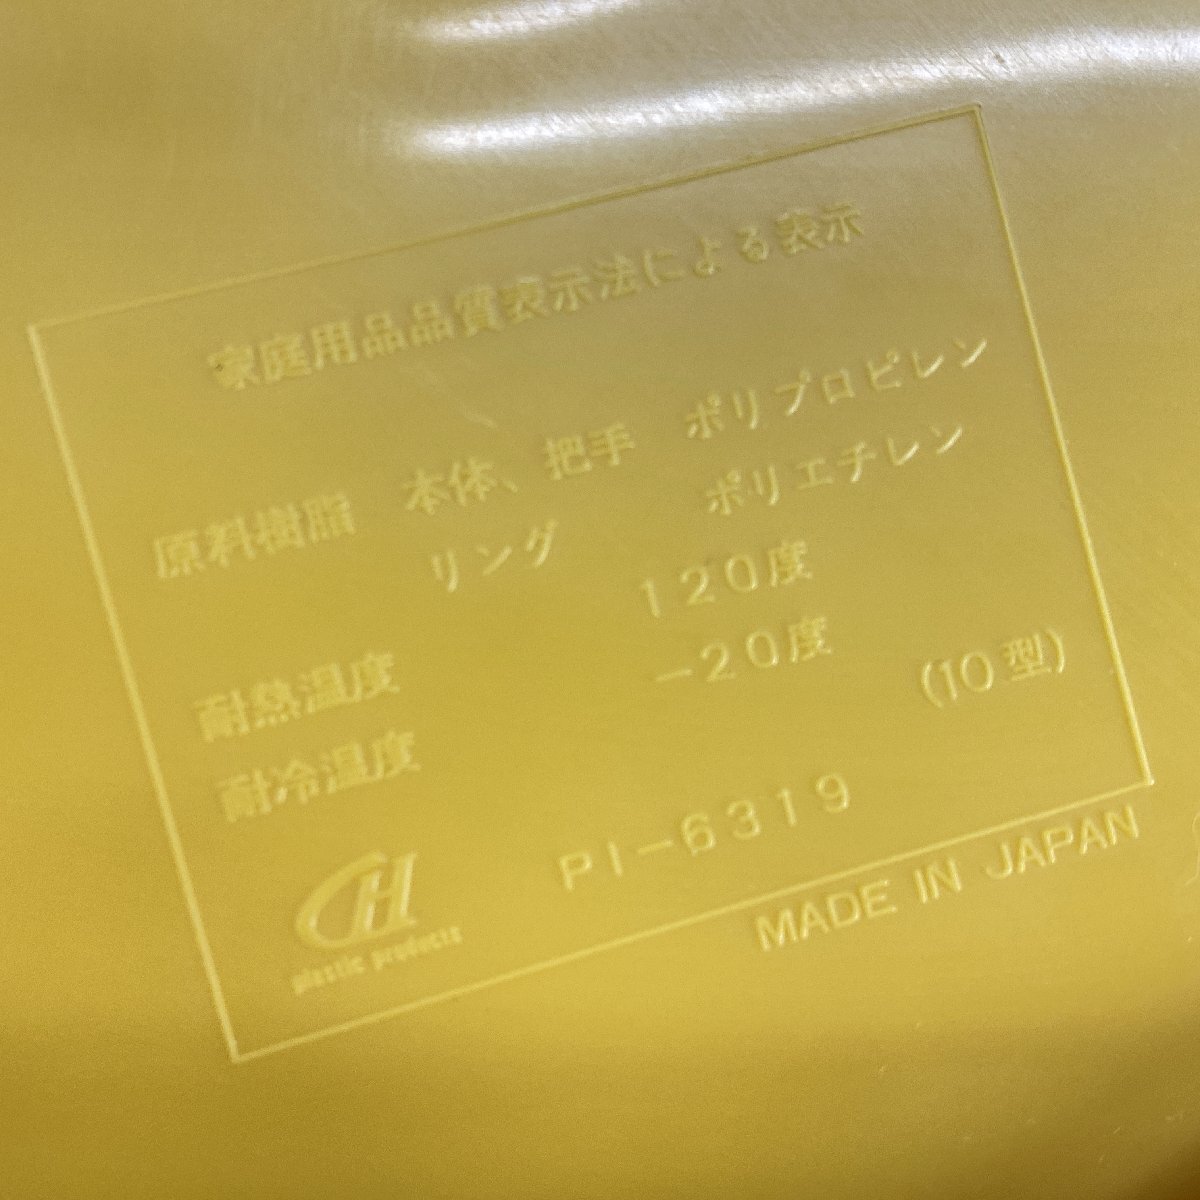 家庭用品品質表示法による表示
原料樹脂 本体、把手 ポリプロピレン
リング ポリエチレン
耐熱温度 120度
耐冷温度 -20度
(10型)
CH PI-6319
plastic products
MADE IN JAPAN